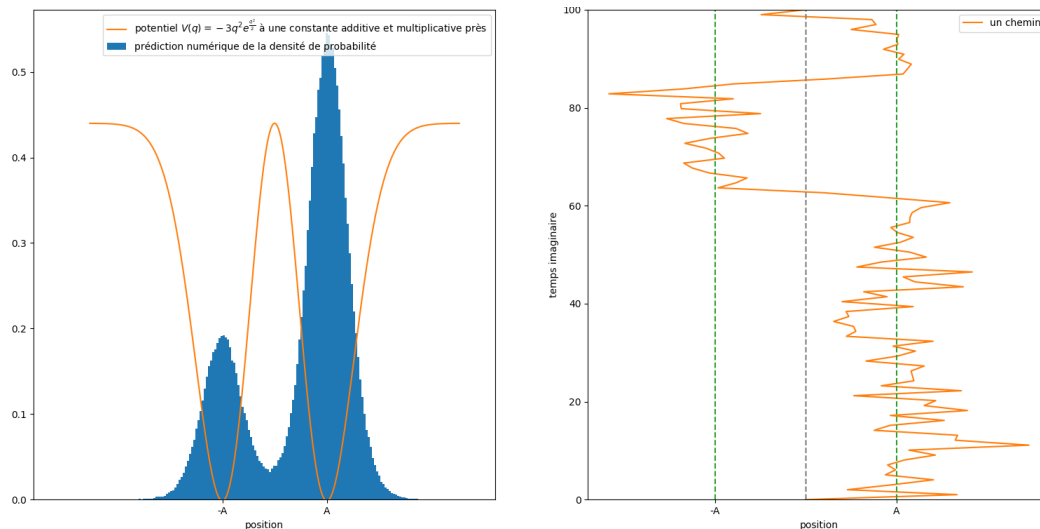 potentiel V(q) = −3q²e^(q²/2) à une constante additive et multiplicative près
prédiction numérique de la densité de probabilité
0.5
0.4
0.3
0.2
0.1
0.0
-A
A
position
un chemin
100
80
60
40
20
0
temps imaginaire
-A
A
position